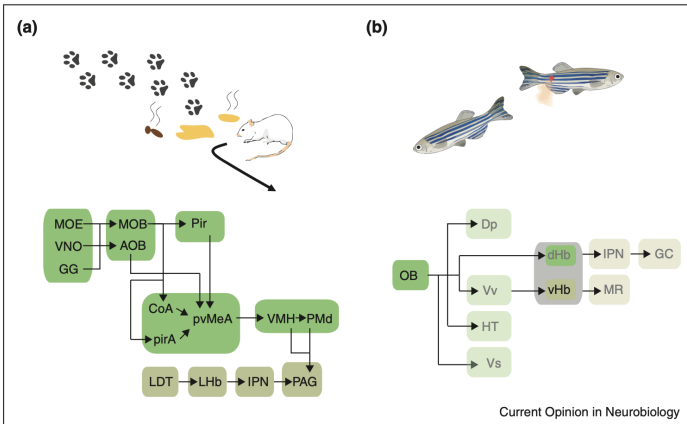 (a)
(b)
MOE
MOB
Pir
VNO
AOB
GG
CoA
pvMeA
VMH
PMd
pirA
LDT
LHb
IPN
PAG
Dp
OB
dHb
IPN
GC
Vv
vHb
MR
HT
Vs
Current Opinion in Neurobiology